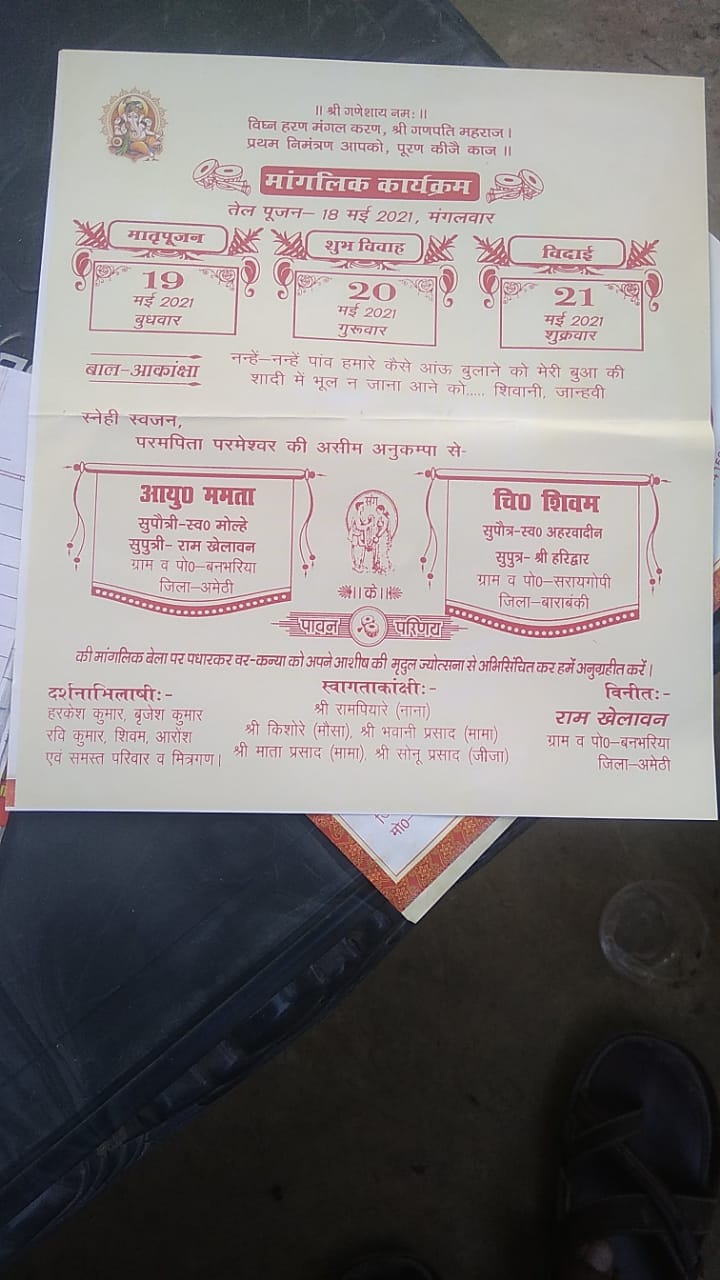 ।। श्री गणेशाय नमः ।।
विघ्न हरण मंगल करण, श्री गणपति महाराज।
प्रथम निमंत्रण आपको, पूरण कीजै काज ।।
मांगलिक कार्यक्रम
तेल पूजन– 18 मई 2021, मंगलवार
मातृपूजन
19
मई 2021
बुधवार
शुभ विवाह
20
मई 2021
गुरूवार
विदाई
21
मई 2021
शुक्रवार
बाल-आकांक्षा
नन्हें–नन्हें पांव हमारे कैसे आंऊ बुलाने को मेरी बुआ की
शादी में भूल न जाना आने को..... शिवानी, जान्हवी
स्नेही स्वजन,
परमपिता परमेश्वर की असीम अनुकम्पा से-
आयु0 ममता
सुपौत्री-स्व0 मोल्हे
सुपुत्री- राम खेलावन
ग्राम व पो0–बनभरिया
जिला–अमेठी
संग
चि0 शिवम
सुपौत्र-स्व0 अहरवादीन
सुपुत्र- श्री हरिद्वार
ग्राम व पो0–सरायगोपी
जिला–बाराबंकी
।। के ।।
पावन परिणय
की मांगलिक बेला पर पधारकर वर-कन्या को अपने आशीष की मृदुल ज्योत्सना से अभिसिंचित कर हमें अनुग्रहीत करें।
दर्शनाभिलाषी:-
हरकेश कुमार, बृजेश कुमार
रवि कुमार, शिवम, आरोश
एवं समस्त परिवार व मित्रगण।
स्वागताकांक्षी:-
श्री रामपियारे (नाना)
श्री किशोरे (मौसा), श्री भवानी प्रसाद (मामा)
श्री माता प्रसाद (मामा), श्री सोनू प्रसाद (जीजा)
विनीत:-
राम खेलावन
ग्राम व पो0–बनभरिया
जिला–अमेठी
मो0–